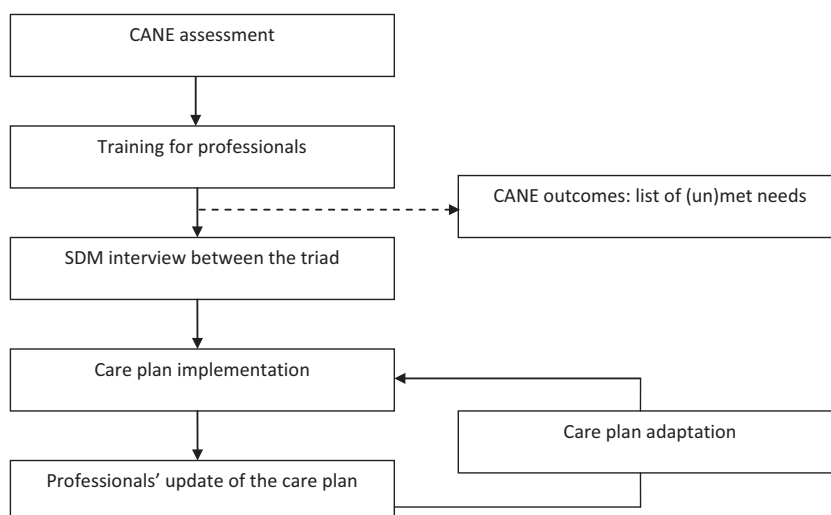 CANE assessment
Training for professionals
CANE outcomes: list of (un)met needs
SDM interview between the triad
Care plan implementation
Care plan adaptation
Professionals’ update of the care plan